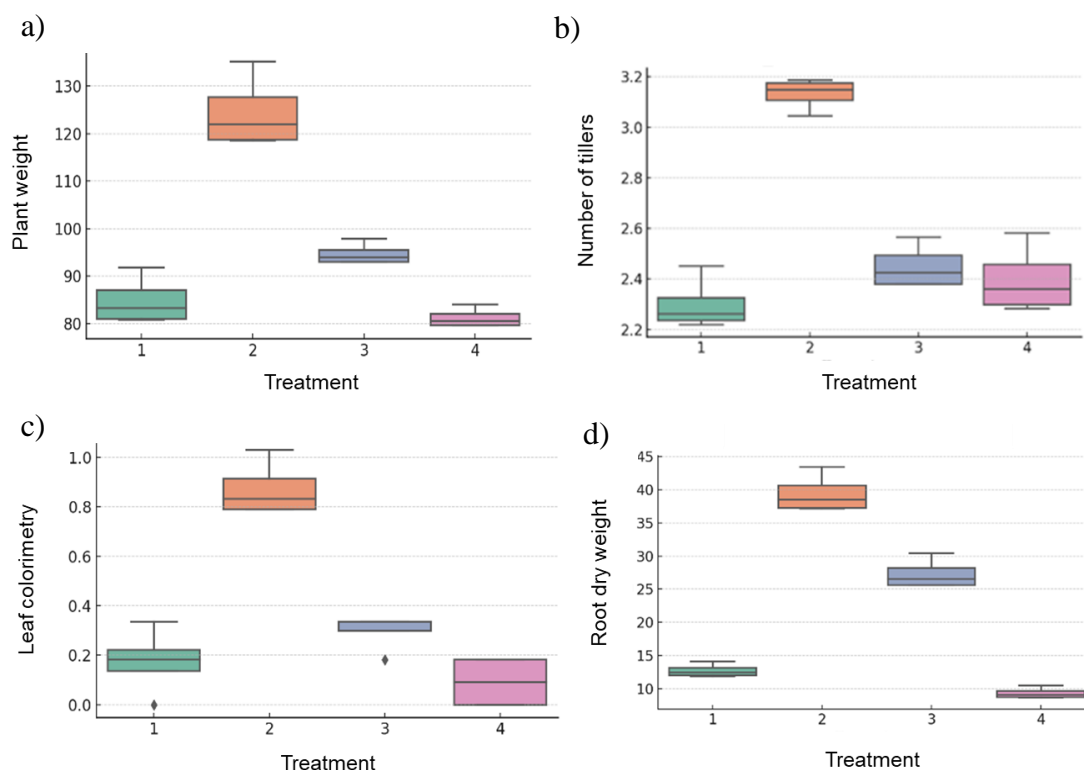 a)
Plant weight
130
120
110
100
90
80
1 2 3 4
Treatment
b)
Number of tillers
3.2
3.0
2.8
2.6
2.4
2.2
1 2 3 4
Treatment
c)
Leaf colorimetry
1.0
0.8
0.6
0.4
0.2
0.0
1 2 3 4
Treatment
d)
Root dry weight
45
40
35
30
25
20
15
10
1 2 3 4
Treatment